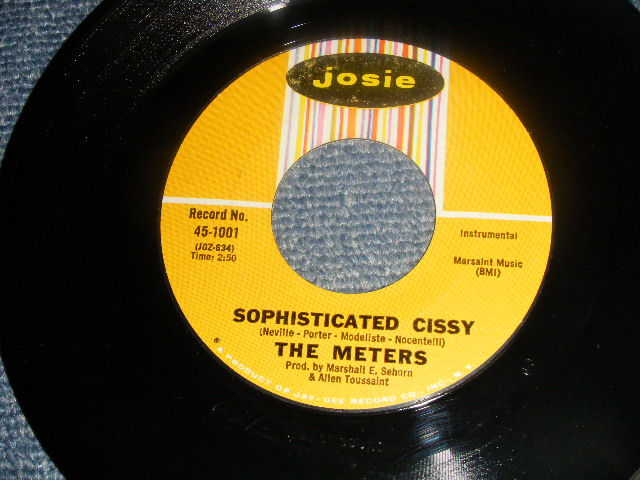 Josie
Record No.
45-1001
(JOZ-634)
Time: 2:50
Instrumental
Marsaint Music
(BMI)
SOPHISTICATED CISSY
(Neville - Porter - Modeliste - Nocentelli)
THE METERS
Prod. by Marshall E. Sehorn
& Allen Toussaint
A PRODUCT OF JAY-GEE RECORD CO., INC., N. Y.